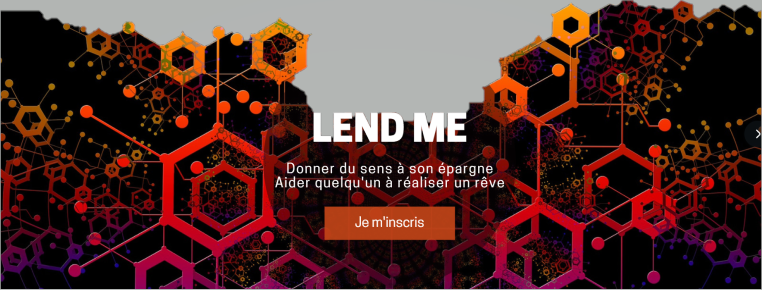 LEND ME
Donner du sens à son épargne
Aider quelqu'un à réaliser un rêve
Je m'inscris